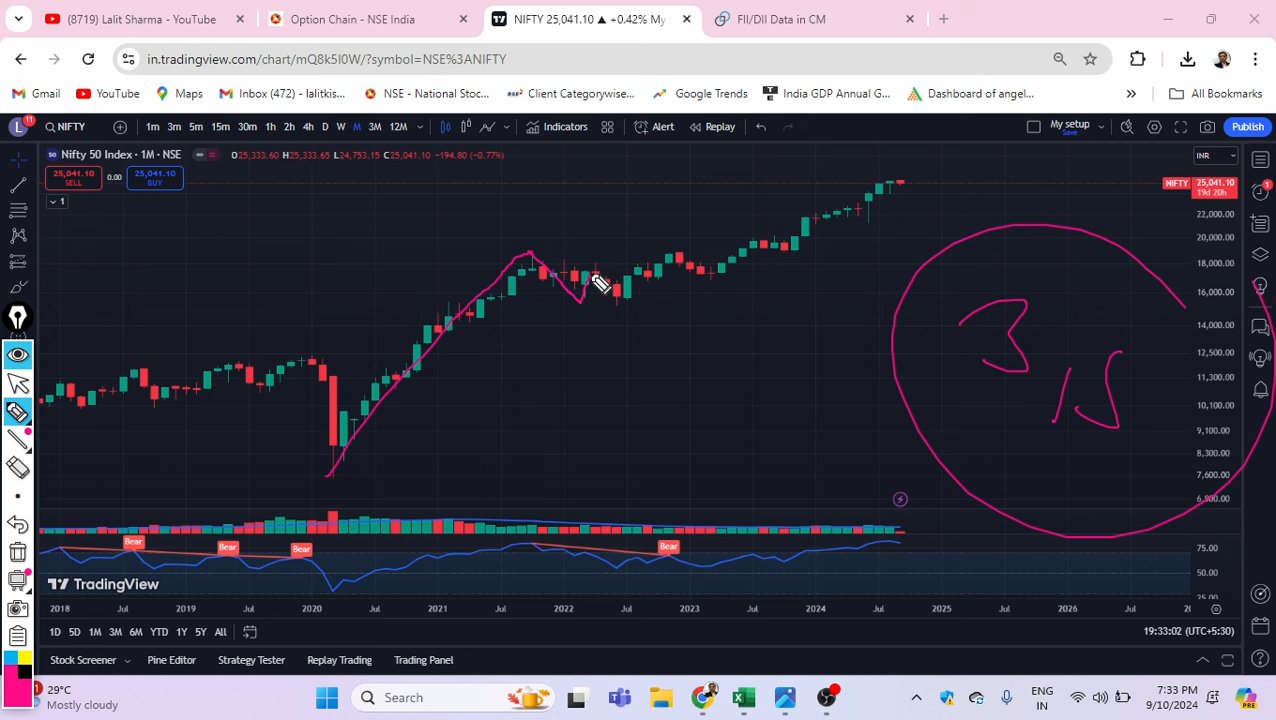 (8719) Lalit Sharma - YouTube
Option Chain - NSE India
NIFTY 25,041.10 ▲ +0.42% My
FII/DII Data in CM
in.tradingview.com/chart/mQ8k5I0W/?symbol=NSE%3ANIFTY
Gmail
YouTube
Maps
Inbox (472) - lalitkis...
NSE - National Stoc...
Client Categorywise...
Google Trends
India GDP Annual G...
Dashboard of angel...
All Bookmarks
L 11
NIFTY
1m 3m 5m 15m 30m 1h 2h 4h D W M 3M 12M
Indicators
Alert
Replay
My setup
Save
Publish
Nifty 50 Index · 1M · NSE
O25,333.60 H25,333.65 L24,753.15 C25,041.10 −194.80 (−0.77%)
INR
25,041.10
SELL
0.00
25,041.10
BUY
1
NIFTY 25,041.10
19d 20h
22,000.00
20,000.00
18,000.00
16,000.00
14,000.00
12,500.00
11,300.00
10,100.00
9,100.00
8,300.00
7,600.00
6,900.00
3
15
Bear
Bear
Bear
Bear
75.00
50.00
25.00
TradingView
2018 Jul 2019 Jul 2020 Jul 2021 Jul 2022 Jul 2023 Jul 2024 Jul 2025 Jul 2026 Jul
1D 5D 1M 3M 6M YTD 1Y 5Y All
19:33:02 (UTC+5:30)
Stock Screener
Pine Editor
Strategy Tester
Replay Trading
Trading Panel
29°C
Mostly cloudy
Search
ENG
IN
7:33 PM
9/10/2024
PRE